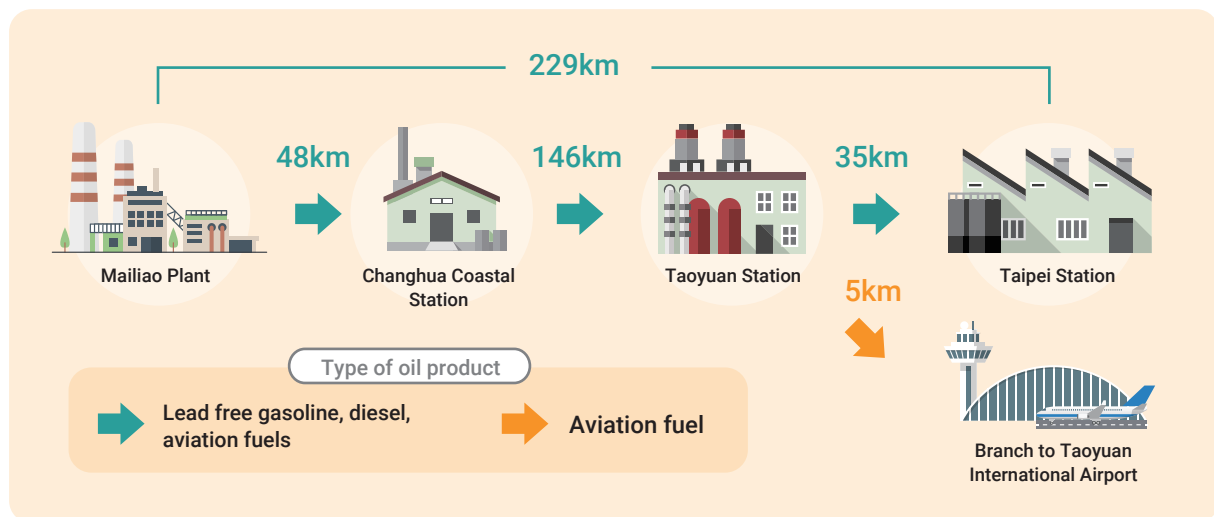 229km
48km
146km
35km
Mailiao Plant
Changhua Coastal
Station
Taoyuan Station
Taipei Station
5km
Type of oil product
Lead free gasoline, diesel,
aviation fuels
Aviation fuel
Branch to Taoyuan
International Airport